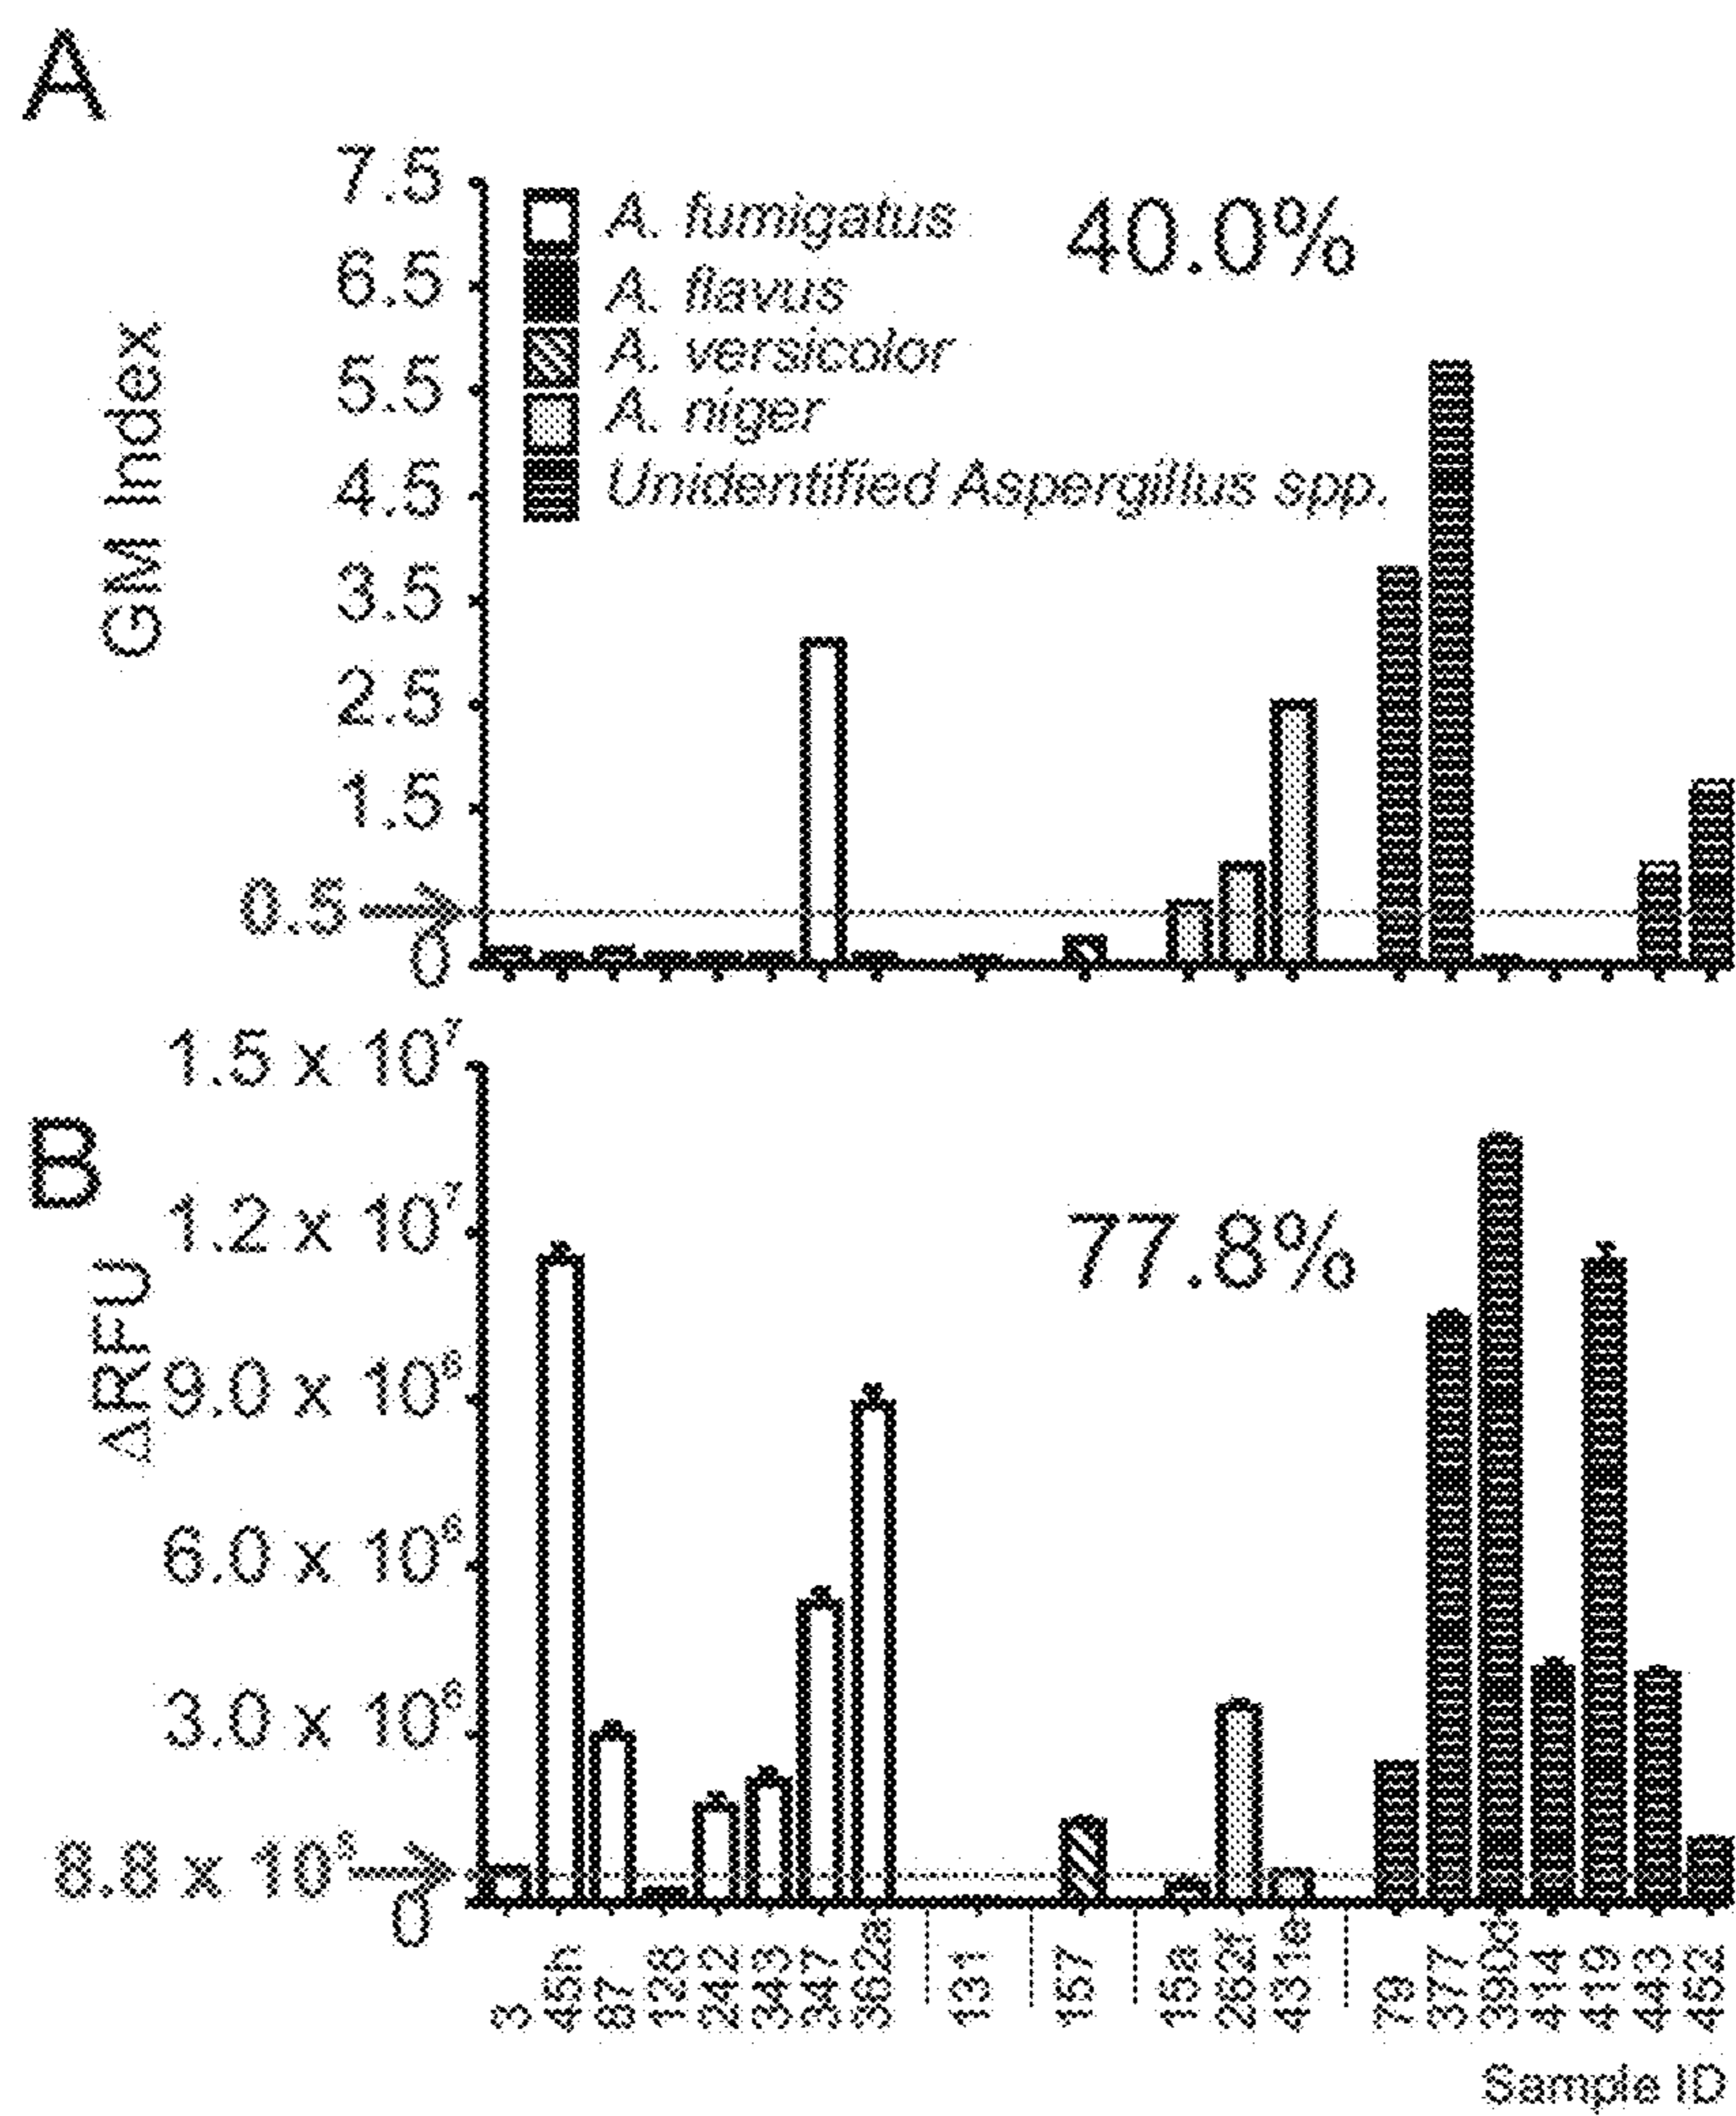 A
7.5
6.5
5.5
4.5
3.5
2.5
1.5
0.5
0
GM Index
A. fumigatus
A. flavus
A. versicolor
A. niger
Unidentified Aspergillus spp.
40.0%
B
1.5 x 10⁷
1.2 x 10⁷
9.0 x 10⁶
6.0 x 10⁶
3.0 x 10⁶
8.8 x 10⁵
0
ΔRFU
77.8%
3 45h 87 126 242 343 347 362a 131 157 15a 262f 431e 79 377 390d 414 419 443 452
Sample ID